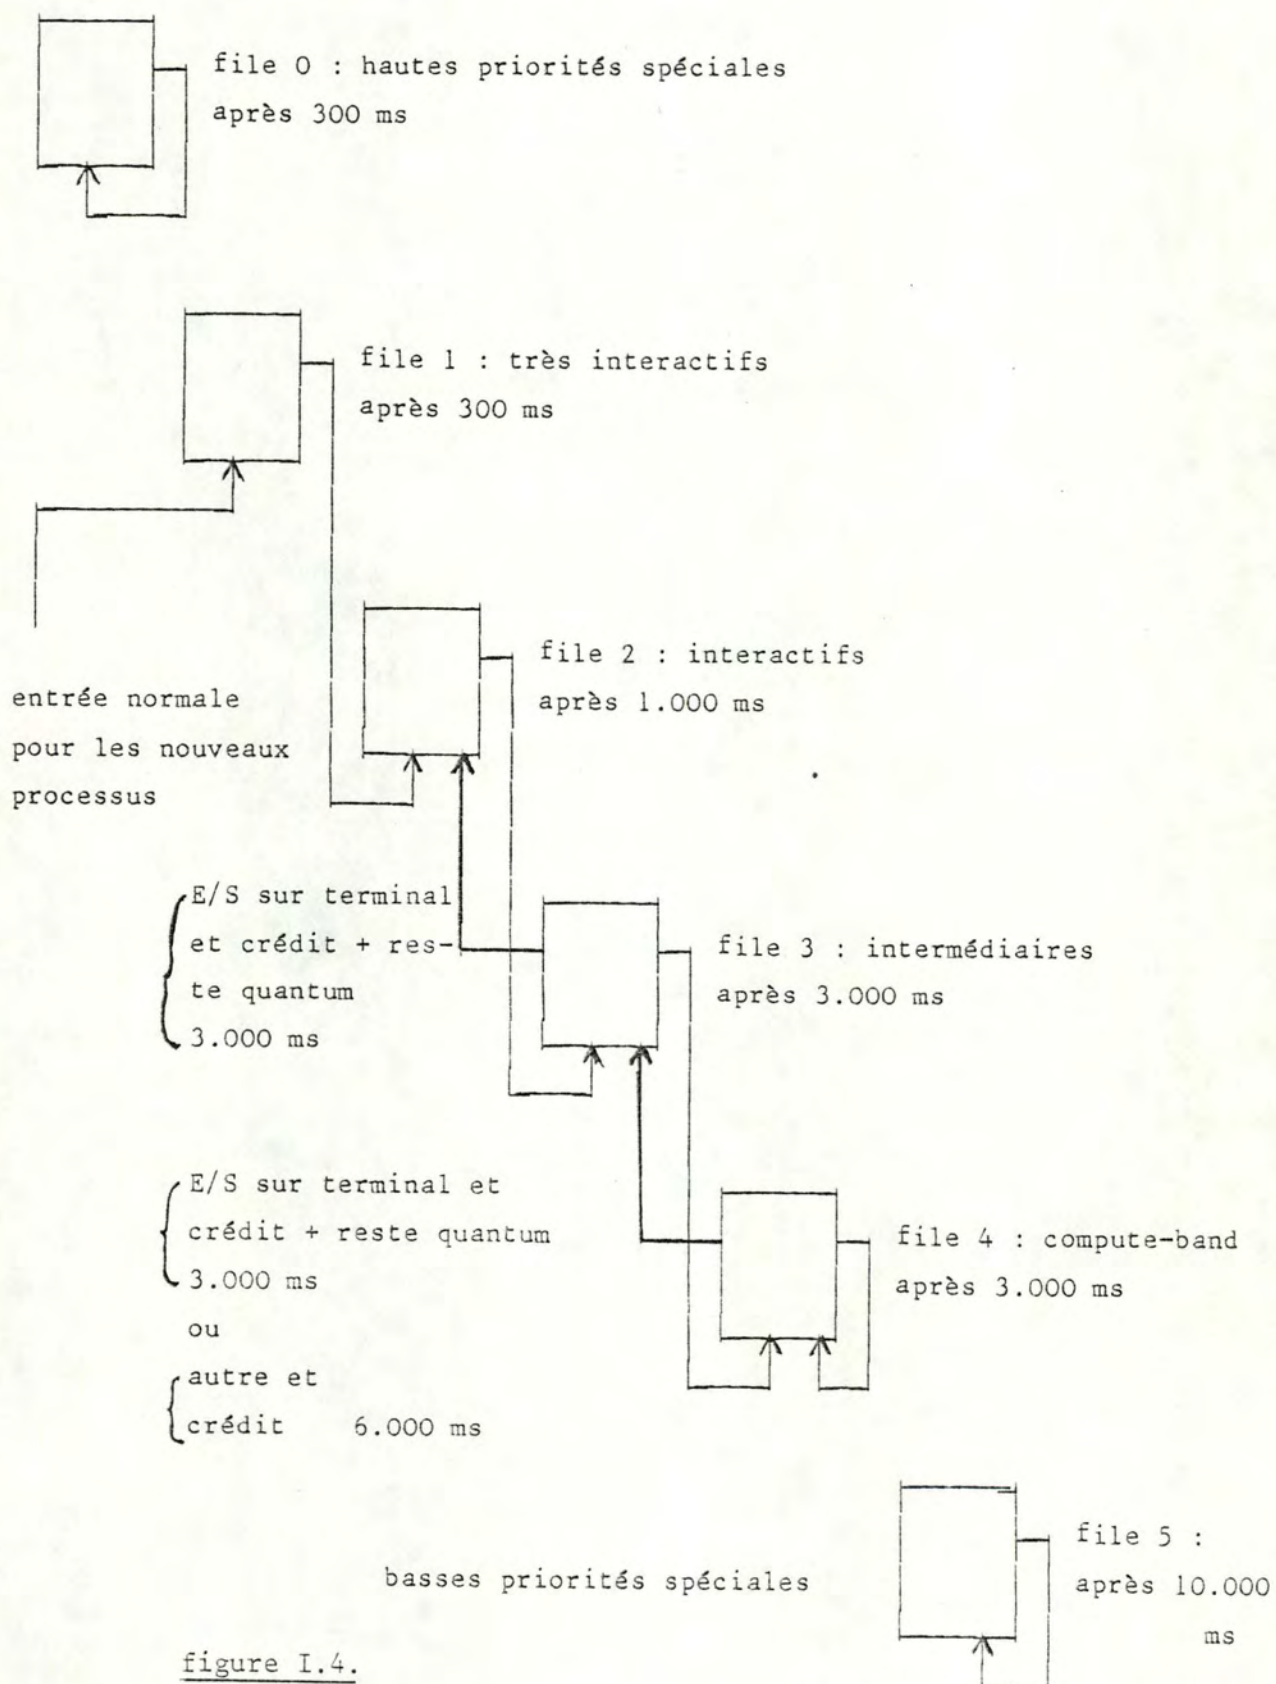 file 0 : hautes priorités spéciales
après 300 ms
file 1 : très interactifs
après 300 ms
file 2 : interactifs
après 1.000 ms
entrée normale
pour les nouveaux
processus
E/S sur terminal
et crédit + res-
te quantum
3.000 ms
file 3 : intermédiaires
après 3.000 ms
E/S sur terminal et
crédit + reste quantum
3.000 ms
ou
autre et
crédit 6.000 ms
file 4 : compute-band
après 3.000 ms
file 5 :
après 10.000
ms
basses priorités spéciales
figure I.4.